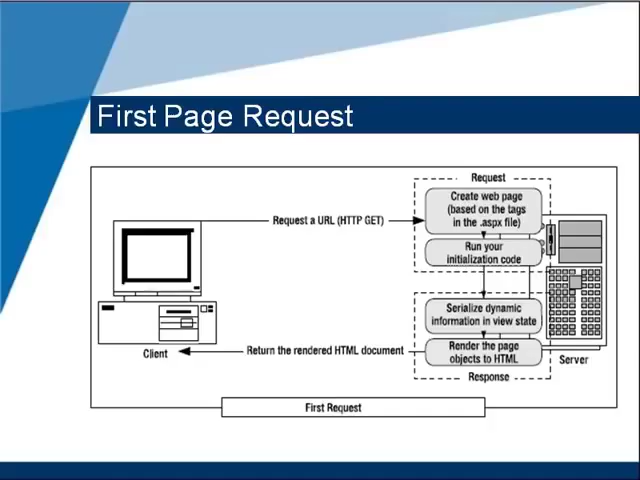 First Page Request
Request
Create web page
(based on the tags
in the .aspx file)
Request a URL (HTTP GET)
Run your
initialization code
Serialize dynamic
information in view state
Render the page
objects to HTML
Return the rendered HTML document
Client
Server
Response
First Request